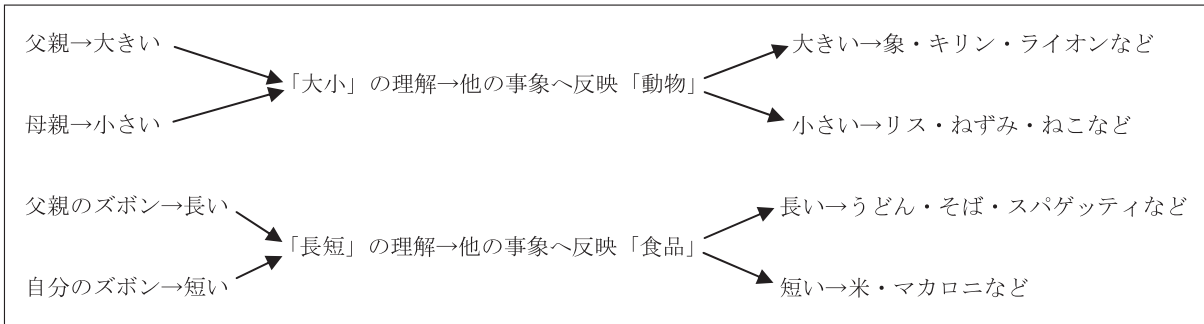 父親→大きい
母親→小さい
「大小」の理解→他の事象へ反映「動物」
大きい→象・キリン・ライオンなど
小さい→リス・ねずみ・ねこなど
父親のズボン→長い
自分のズボン→短い
「長短」の理解→他の事象へ反映「食品」
長い→うどん・そば・スパゲッティなど
短い→米・マカロニなど